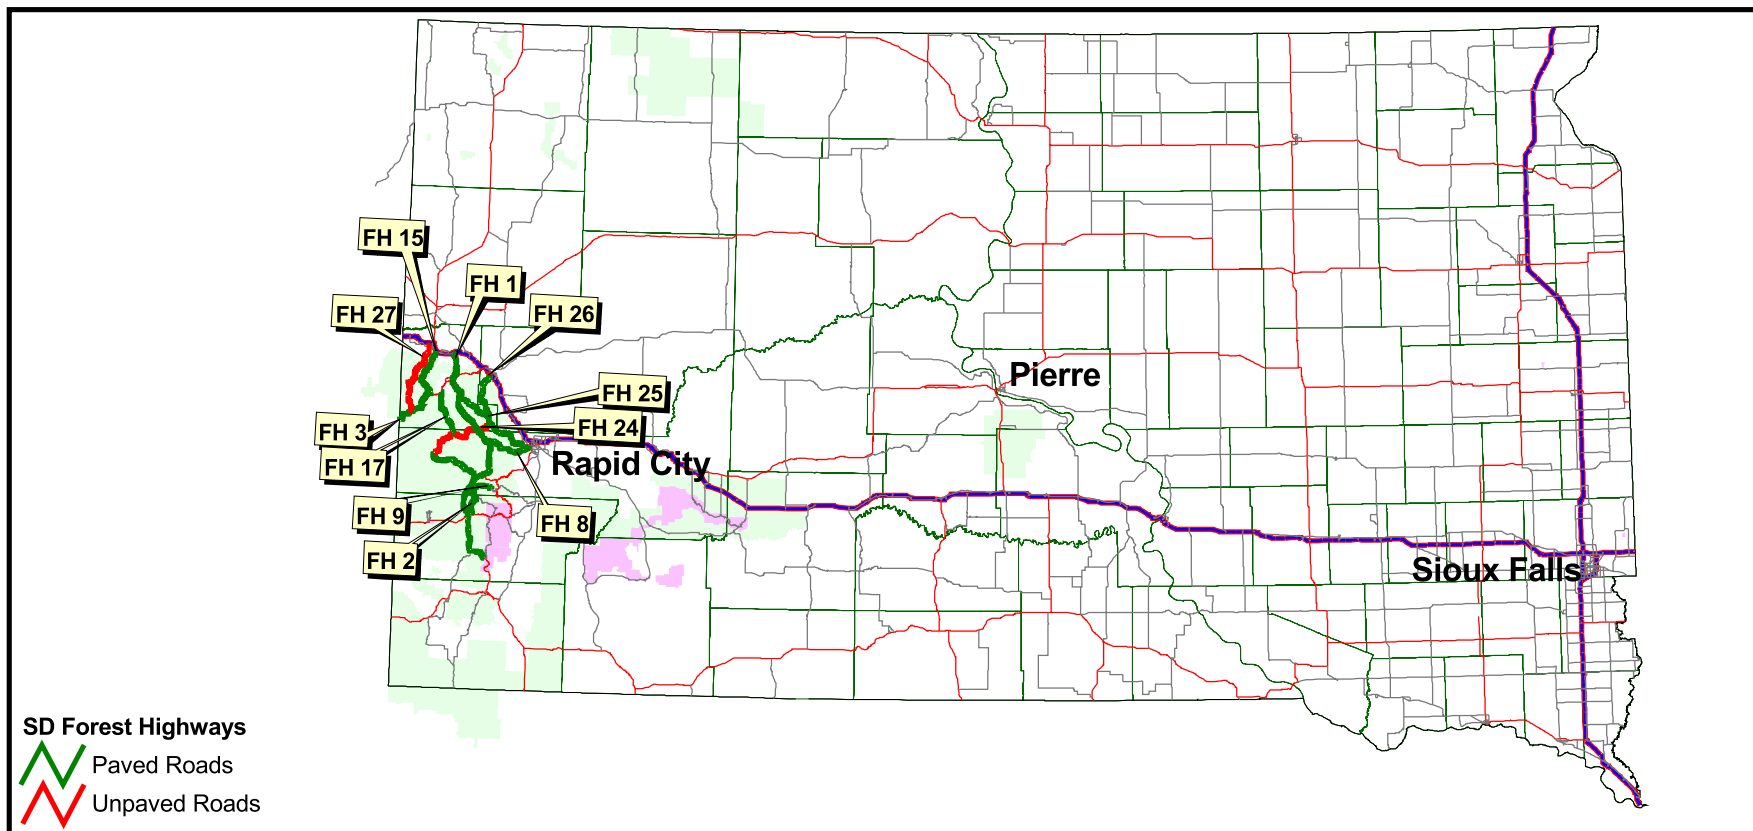 FH 15
FH 1
FH 27
FH 26
FH 25
FH 24
FH 3
FH 17
FH 9
FH 8
FH 2
Pierre
Rapid City
Sioux Falls
SD Forest Highways
Paved Roads
Unpaved Roads